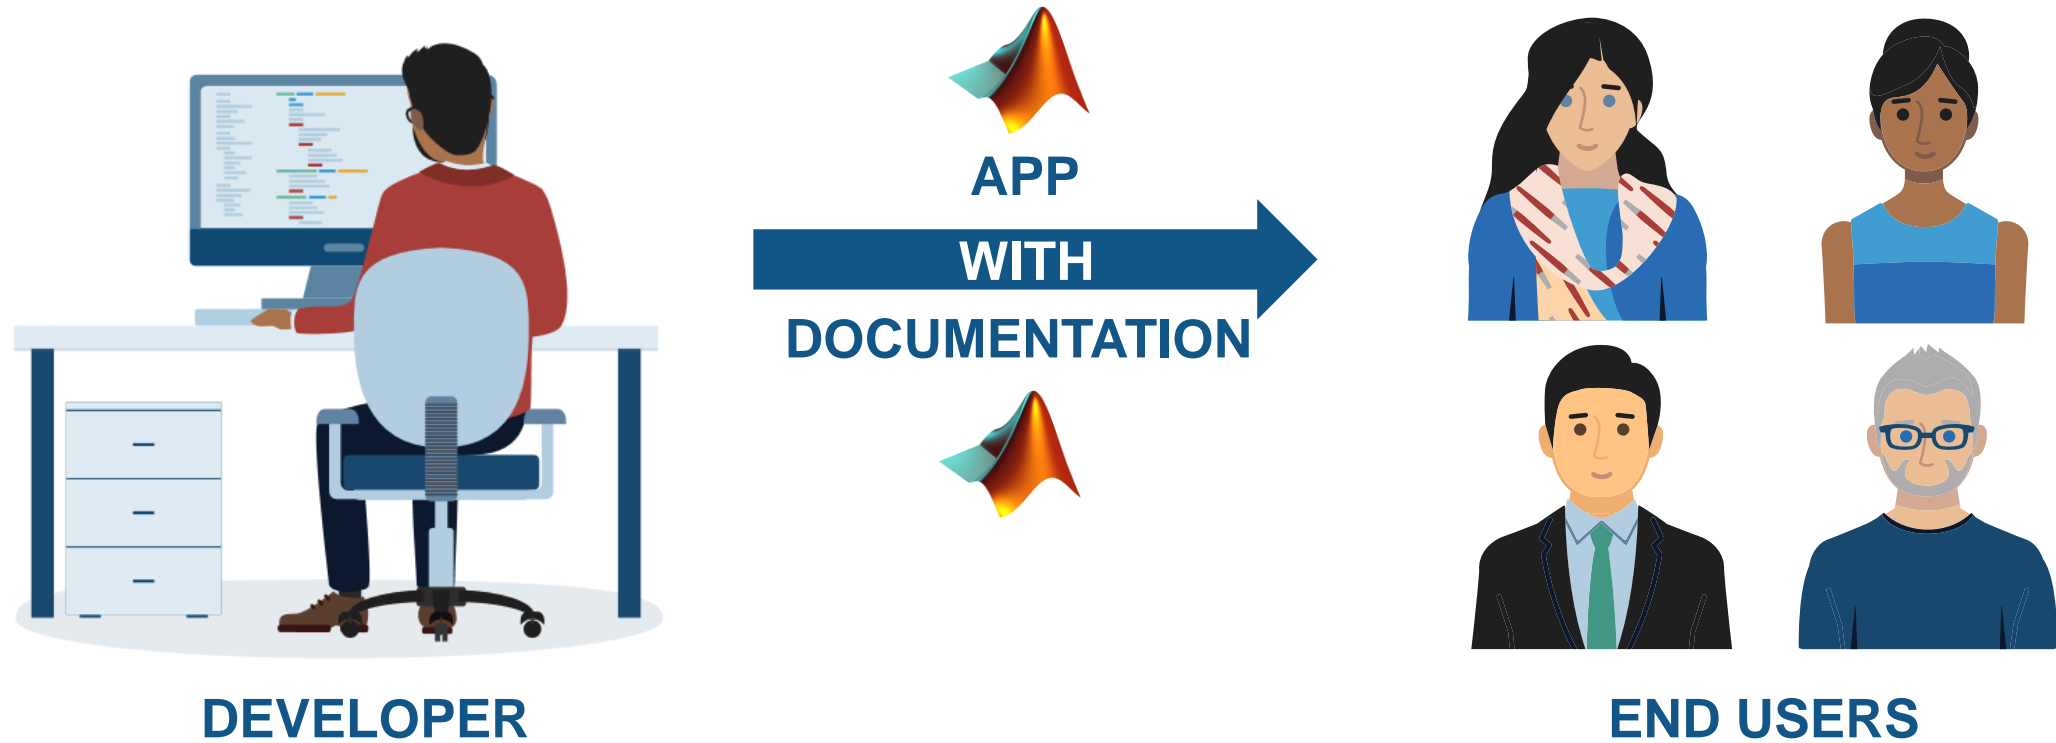 APP
WITH
DOCUMENTATION
DEVELOPER
END USERS